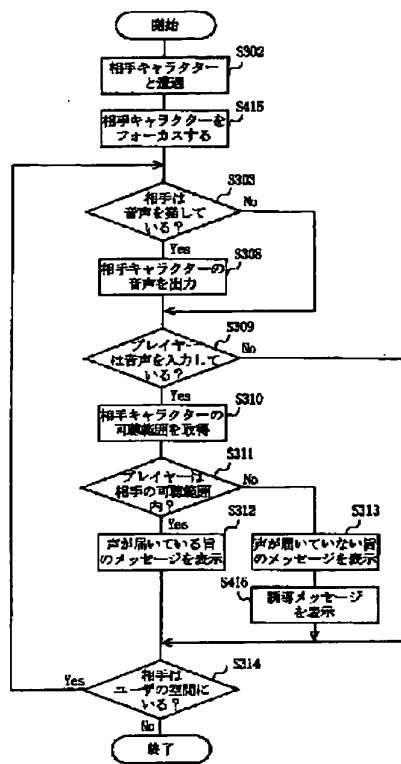 開始
S302
相手キャラクター
と遭遇
S415
相手キャラクターを
フォーカスする
S303
相手は
音声を発して
いる？
No
Yes
S308
相手キャラクターの
音声を出力
S309
プレイヤー
は音声を入力して
いる？
No
Yes
S310
相手キャラクターの
可聴範囲を取得
S311
プレイヤーは
相手の可聴範囲
内？
No
Yes
S312
声が届いている旨
のメッセージを表示
S313
声が届いていない旨
のメッセージを表示
S416
誘導メッセージ
を表示
S314
相手は
ユーザの空間に
いる？
Yes
No
終了